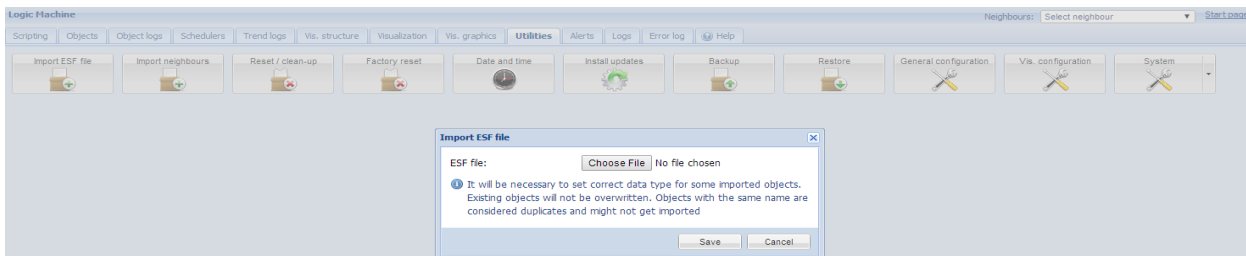 Logic Machine
Neighbours: Select neighbour Start page
Scripting Objects Object logs Schedulers Trend logs Vis. structure Visualization Vis. graphics Utilities Alerts Logs Error log Help
Import ESF file Import neighbours Reset / clean-up Factory reset Date and time Install updates Backup Restore General configuration Vis. configuration System
Import ESF file
ESF file: Choose File No file chosen
It will be necessary to set correct data type for some imported objects.
Existing objects will not be overwritten. Objects with the same name are
considered duplicates and might not get imported
Save Cancel